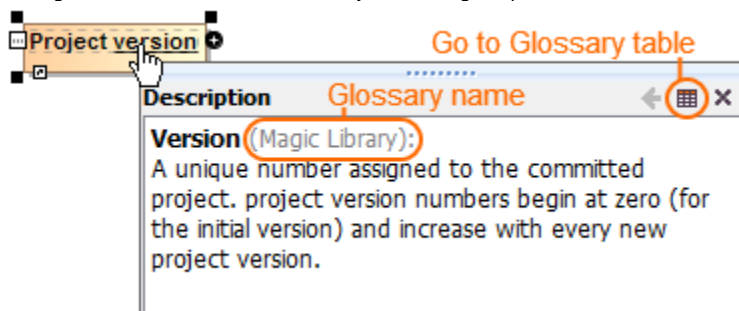 Project version
Go to Glossary table
Description
Glossary name
Version (Magic Library):
A unique number assigned to the committed
project. project version numbers begin at zero (for
the initial version) and increase with every new
project version.